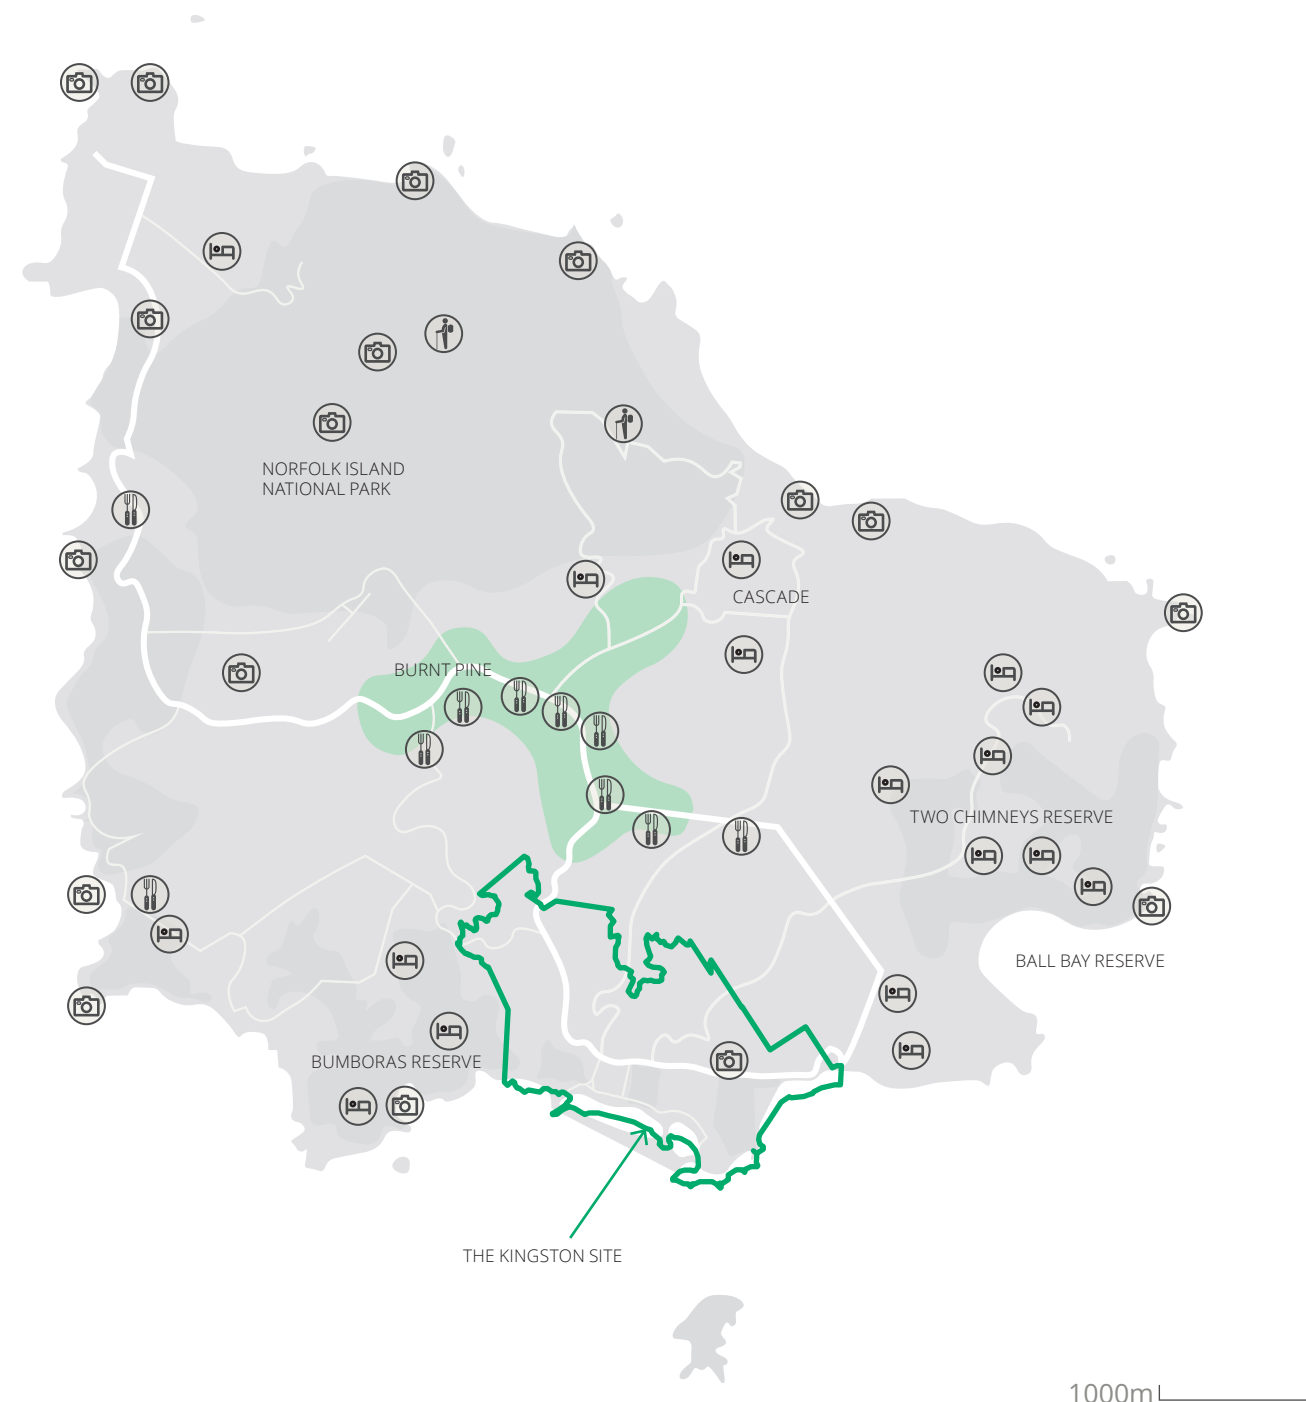 NORFOLK ISLAND
NATIONAL PARK
CASCADE
BURNT PINE
TWO CHIMNEYS RESERVE
BALL BAY RESERVE
BUMBORAS RESERVE
THE KINGSTON SITE
1000m